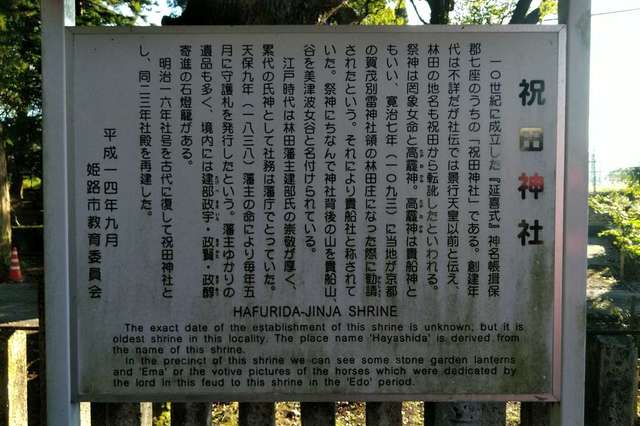 祝田神社
一〇世紀に成立した『延喜式』神名帳揖保
郡七座のうちの「祝田神社」である。創建年
代は不詳だが社伝では景行天皇以前と伝え、
林田の地名も祝田から転訛したといわれる。
祭神は罔象女命と高龗神。高龗神は貴船神と
もいい、寛治七年（一〇九三）に当地が京都
の賀茂別雷神社領の林田庄になった際に勧請
されたという。それにより貴船社と称されて
いた。祭神にちなんで神社背後の山を貴船山、
谷を美津波女谷と名付けられている。
江戸時代は林田藩主建部氏の崇敬が厚く、
累代の氏神として社務は藩庁でとっていた。
天保九年（一八三八）藩主の命により毎年五
月に守護札を発行したという。藩主ゆかりの
遺品も多く、境内には建部政宇・政賢・政醇
寄進の石燈籠がある。
明治一六年社号を古代に復して祝田神社と
し、同二三年社殿を再建した。
平成一四年九月
姫路市教育委員会
HAFURIDA-JINJA SHRINE
The exact date of the establishment of this shrine is unknown, but it is
oldest shrine in this locality. The place name 'Hayashida' is derived from
the name of this shrine.
In the precinct of this shrine we can see some stone garden lanterns
and 'Ema' or the votive pictures of the horses which were dedicated by
the lord in this feud to this shrine in the 'Edo' period.